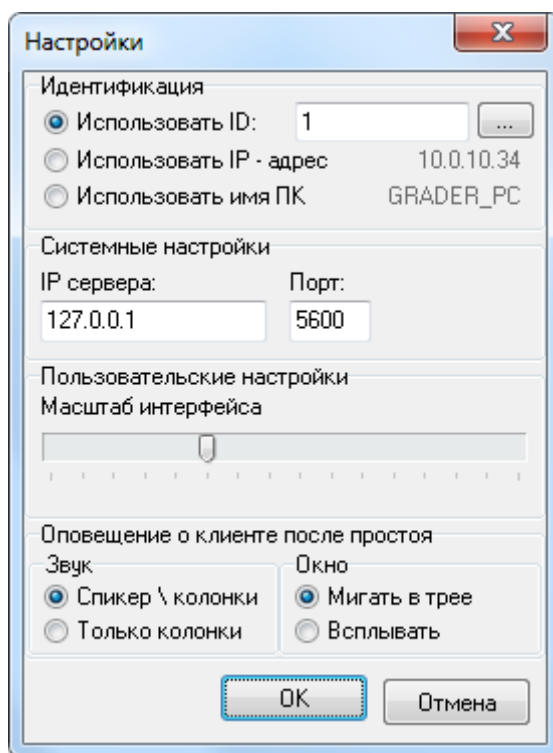 Настройки
Идентификация
Использовать ID: 1 ...
Использовать IP - адрес 10.0.10.34
Использовать имя ПК GRADER_PC
Системные настройки
IP сервера: Порт:
127.0.0.1 5600
Пользовательские настройки
Масштаб интерфейса
Оповещение о клиенте после простоя
Звук Окно
Спикер \ колонки Мигать в трее
Только колонки Всплывать
OK Отмена